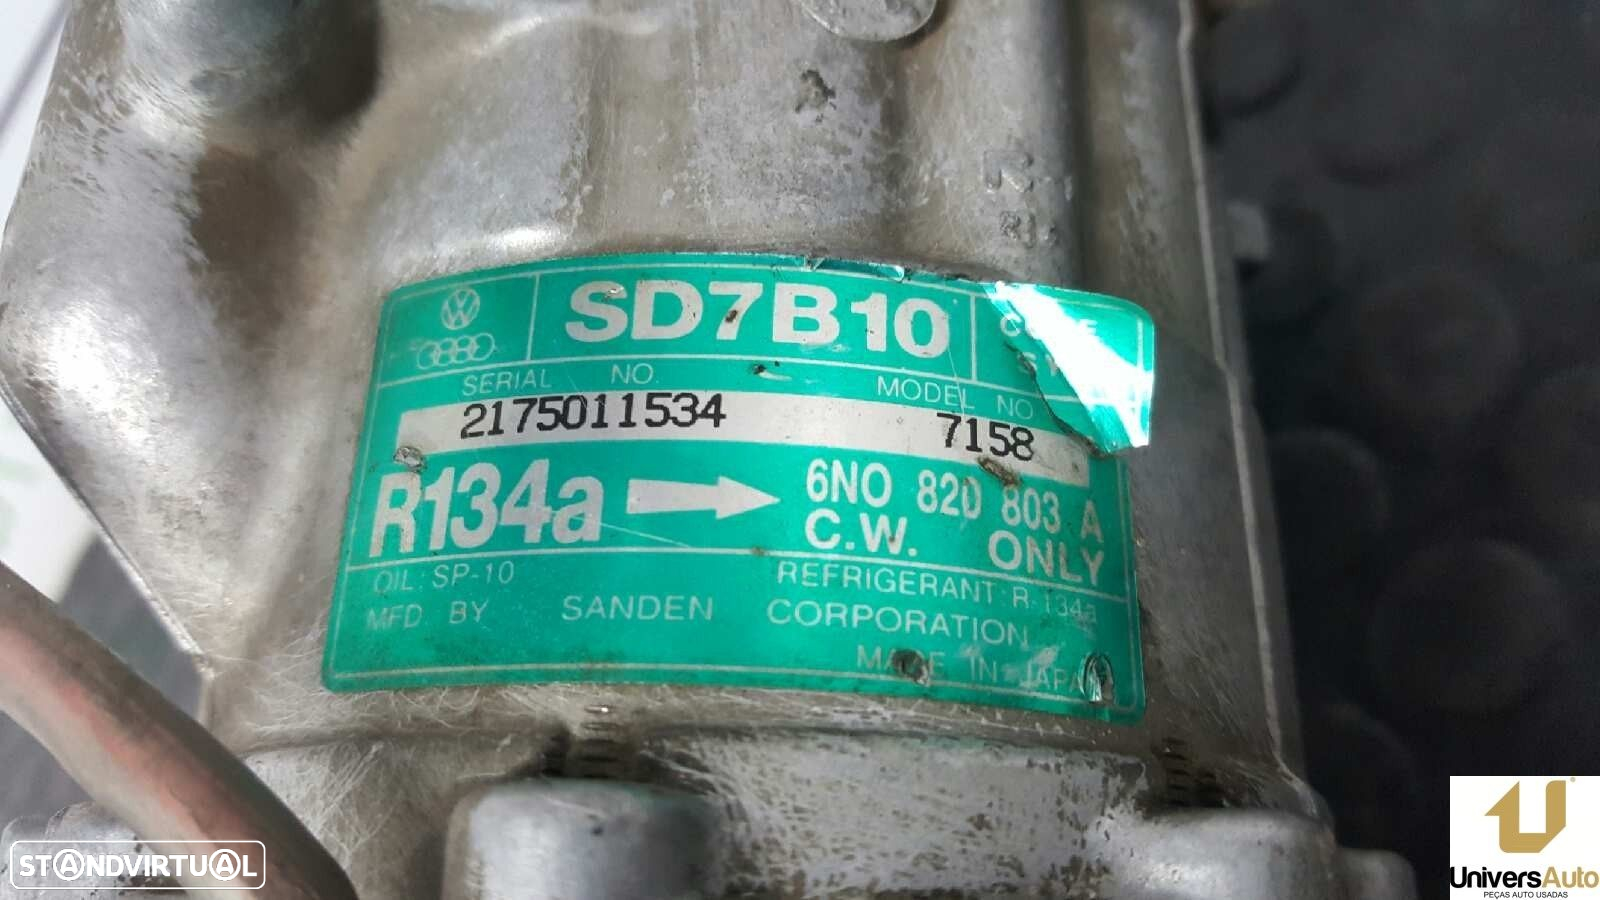 SD7B10
SERIAL NO. MODEL NO
2175011534 7158
R134a 6NO 820 803 A
C.W. ONLY
OIL: SP-10 REFRIGERANT: R-134a
MFD BY SANDEN CORPORATION
MADE IN JAPAN
STANDVIRTUAL
UniversAuto
PEÇAS AUTO USADAS